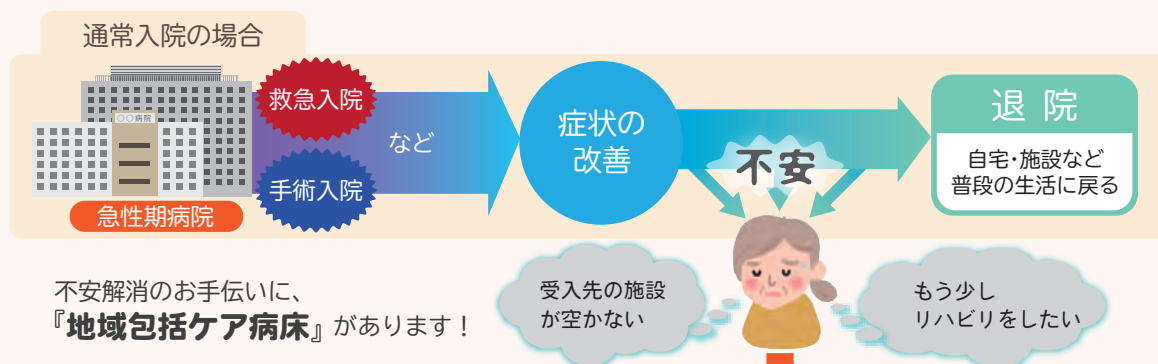 通常入院の場合
○○病院
救急入院
など
手術入院
急性期病院
症状の
改善
不安
退院
自宅・施設など
普段の生活に戻る
不安解消のお手伝いに、
『地域包括ケア病床』があります！
受入先の施設
が空かない
もう少し
リハビリをしたい